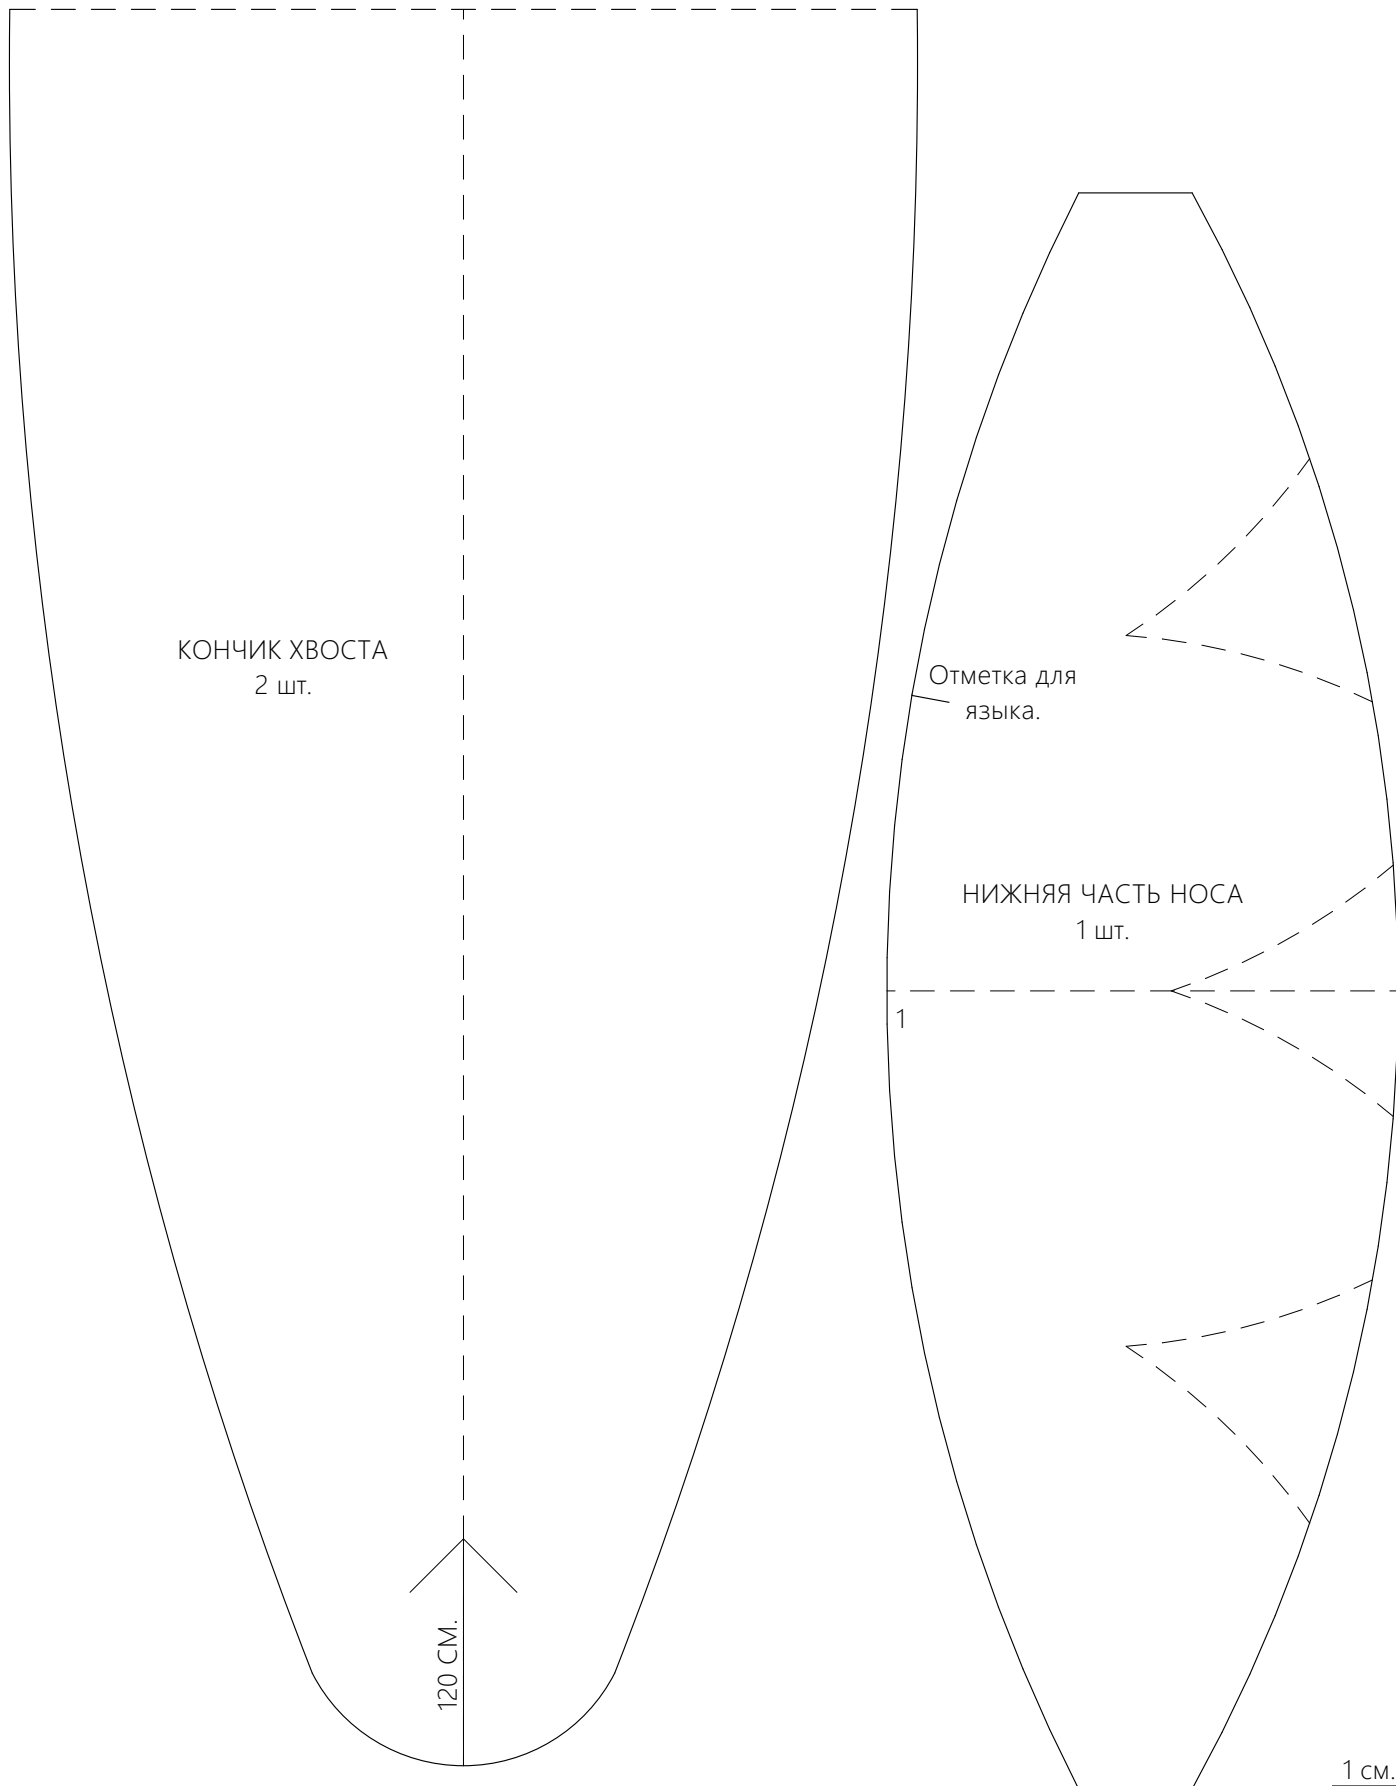 КОНЧИК ХВОСТА
2 шт.
Отметка для
языка.
НИЖНЯЯ ЧАСТЬ НОСА
1 шт.
1
120 СМ.
1 см.